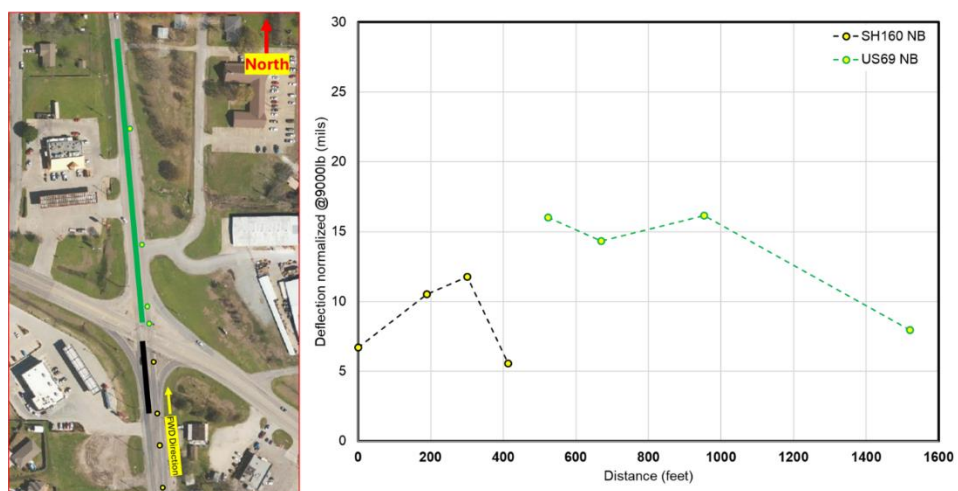 North
FWD Direction
SH160 NB
US69 NB
Deflection normalized @9000lb (mils)
30
25
20
15
10
5
0
0 200 400 600 800 1000 1200 1400 1600
Distance (feet)